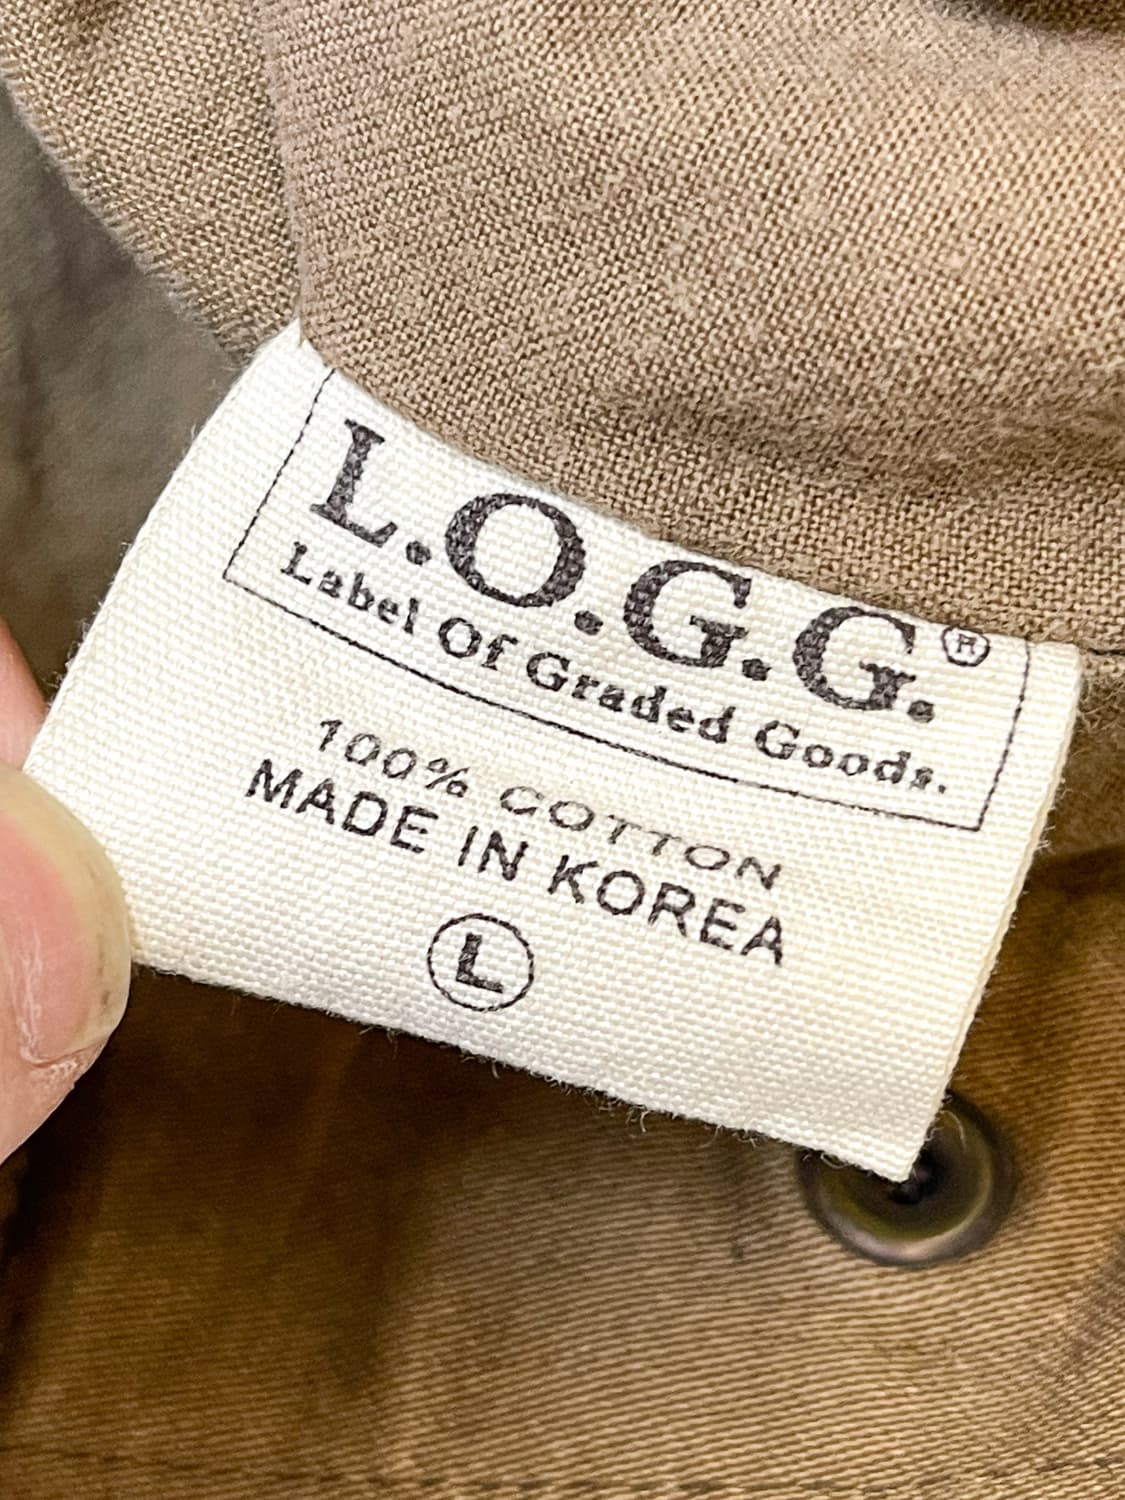 L.O.G.G.®
Label Of Graded Goods.
100% COTTON
MADE IN KOREA
L